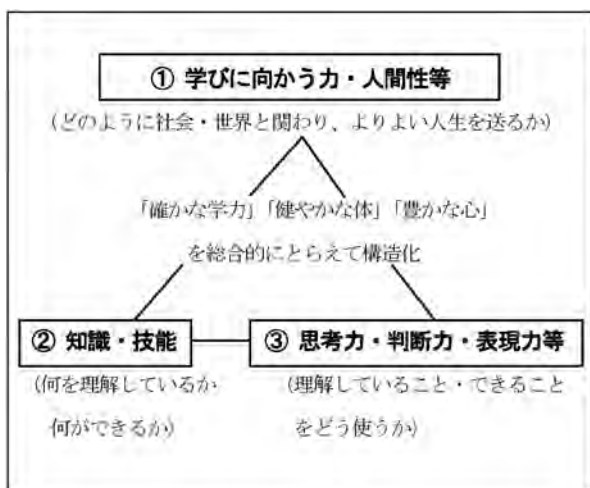 ① 学びに向かう力・人間性等
(どのように社会・世界と関わり、よりよい人生を送るか)
「確かな学力」「健やかな体」「豊かな心」
を総合的にとらえて構造化
② 知識・技能
③ 思考力・判断力・表現力等
(何を理解しているか
何ができるか)
(理解していること・できること
をどう使うか)